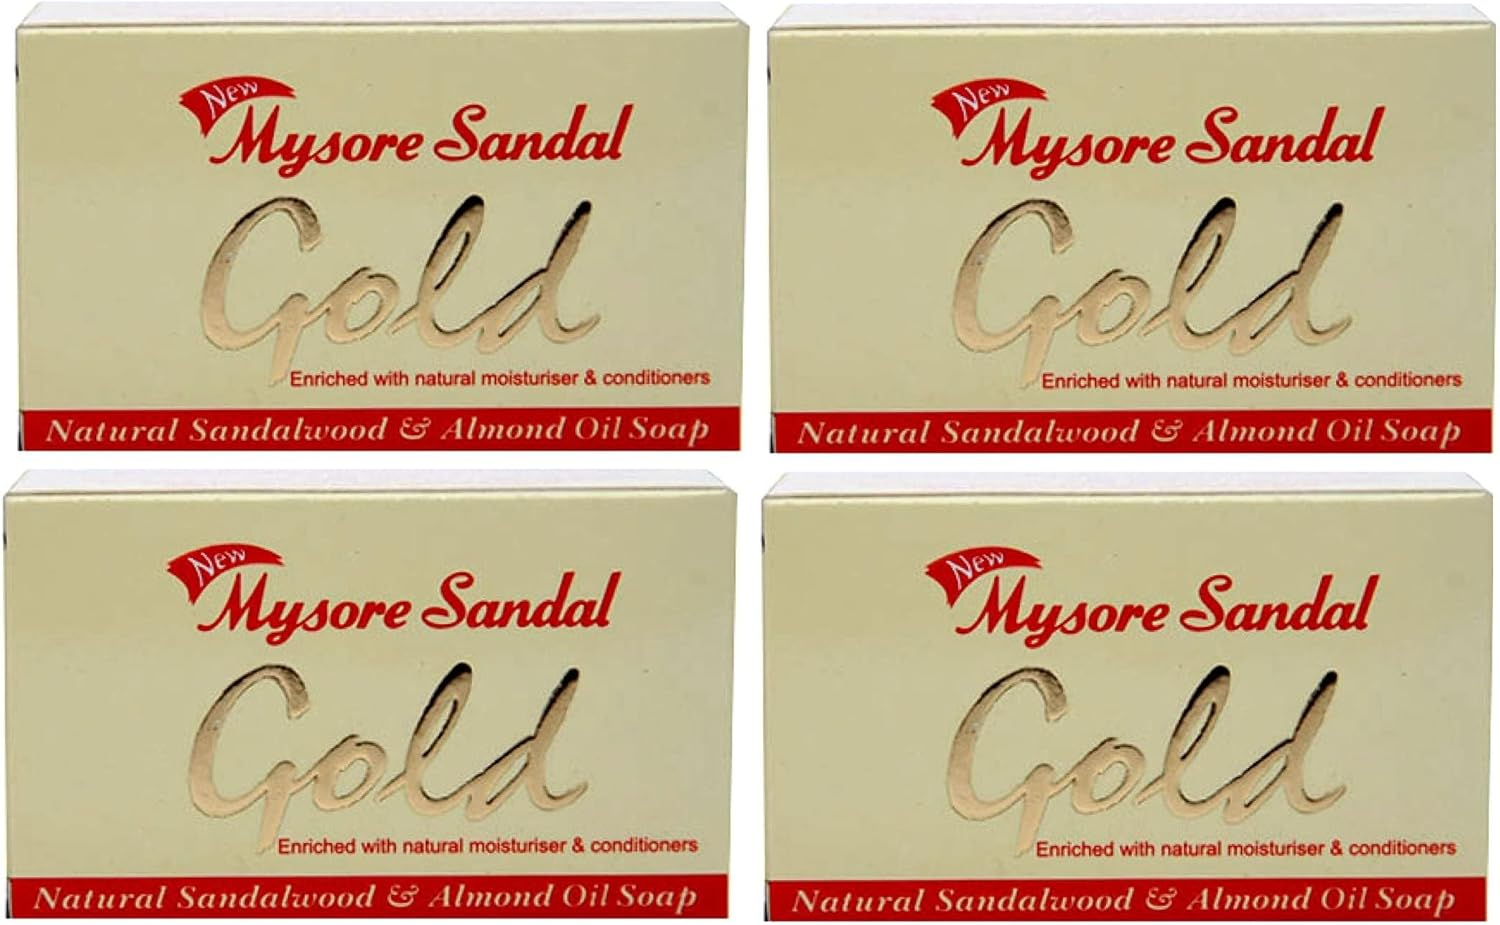 New
Mysore Sandal
Gold
Enriched with natural moisturiser & conditioners
Natural Sandalwood & Almond Oil Soap
New
Mysore Sandal
Gold
Enriched with natural moisturiser & conditioners
Natural Sandalwood & Almond Oil Soap
New
Mysore Sandal
Gold
Enriched with natural moisturiser & conditioners
Natural Sandalwood & Almond Oil Soap
New
Mysore Sandal
Gold
Enriched with natural moisturiser & conditioners
Natural Sandalwood & Almond Oil Soap